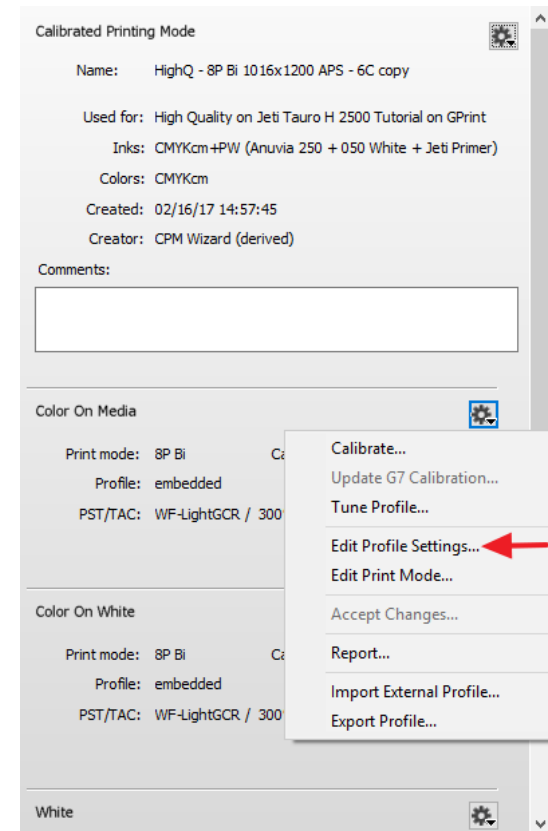 Calibrated Printing Mode
Name: HighQ - 8P Bi 1016x1200 APS - 6C copy
Used for: High Quality on Jeti Tauro H 2500 Tutorial on GPrint
Inks: CMYKcm+PW (Anuvia 250 + 050 White + Jeti Primer)
Colors: CMYKcm
Created: 02/16/17 14:57:45
Creator: CPM Wizard (derived)
Comments:
Color On Media
Print mode: 8P Bi Ca
Profile: embedded
PST/TAC: WF-LightGCR / 300
Calibrate...
Update G7 Calibration...
Tune Profile...
Edit Profile Settings...
Edit Print Mode...
Accept Changes...
Report...
Import External Profile...
Export Profile...
Color On White
Print mode: 8P Bi Ca
Profile: embedded
PST/TAC: WF-LightGCR / 300
White